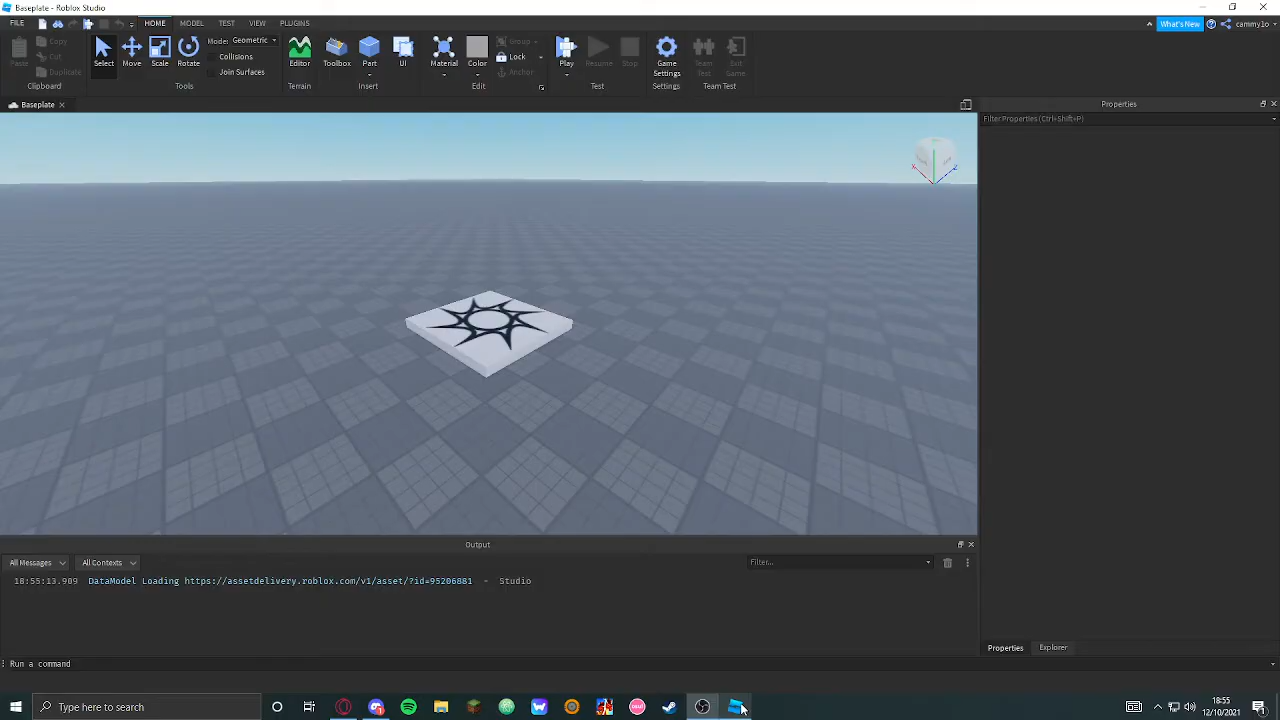 Baseplate - Roblox Studio
FILE HOME MODEL TEST VIEW PLUGINS What's New cammy1o
Paste Copy Cut Duplicate Select Move Scale Rotate Mode: Geometric Collisions Join Surfaces Editor Toolbox Part UI Material Color Group Lock Anchor Play Resume Stop Game Settings Team Test Exit Game
Clipboard Tools Terrain Insert Edit Test Settings Team Test
Baseplate Properties
Filter Properties (Ctrl+Shift+P)
Output
All Messages All Contexts Filter...
18:55:13.909 DataModel Loading https://assetdelivery.roblox.com/v1/asset/?id=95206881 - Studio
Properties Explorer
Run a command
Type here to search
18:55
12/10/2021